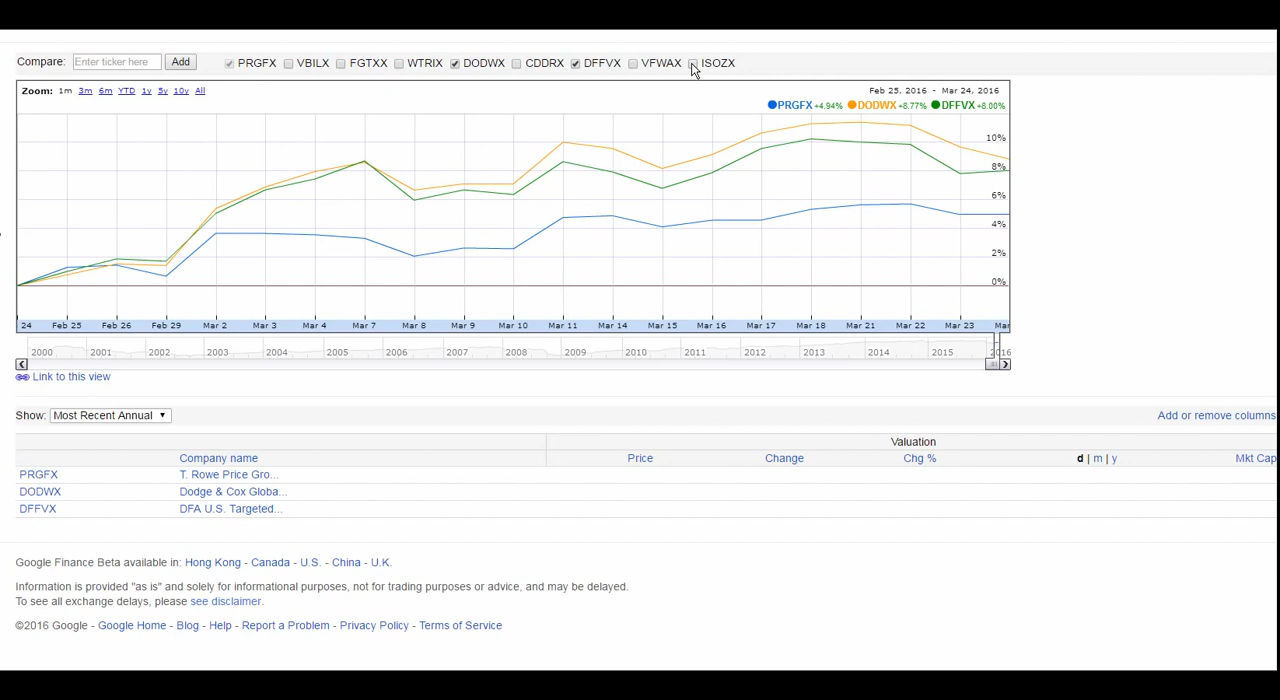 Compare: Enter ticker here Add PRGFX VBILX FGTXX WTRIX DODWX CDDRX DFFVX VFWAX ISOZX
Zoom: 1m 3m 6m YTD 1y 5y 10y All Feb 25, 2016 - Mar 24, 2016
PRGFX +4.94% DODWX +8.77% DFFVX +8.00%
10%
8%
6%
4%
2%
0%
24 Feb 25 Feb 26 Feb 29 Mar 2 Mar 3 Mar 4 Mar 7 Mar 8 Mar 9 Mar 10 Mar 11 Mar 14 Mar 15 Mar 16 Mar 17 Mar 18 Mar 21 Mar 22 Mar 23 Mar
2000 2001 2002 2003 2004 2005 2006 2007 2008 2009 2010 2011 2012 2013 2014 2015 2016
Link to this view
Show: Most Recent Annual Add or remove columns
Valuation
Company name Price Change Chg % d | m | y Mkt Cap
PRGFX T. Rowe Price Gro...
DODWX Dodge & Cox Globa...
DFFVX DFA U.S. Targeted...
Google Finance Beta available in: Hong Kong - Canada - U.S. - China - U.K.
Information is provided "as is" and solely for informational purposes, not for trading purposes or advice, and may be delayed.
To see all exchange delays, please see disclaimer.
©2016 Google - Google Home - Blog - Help - Report a Problem - Privacy Policy - Terms of Service